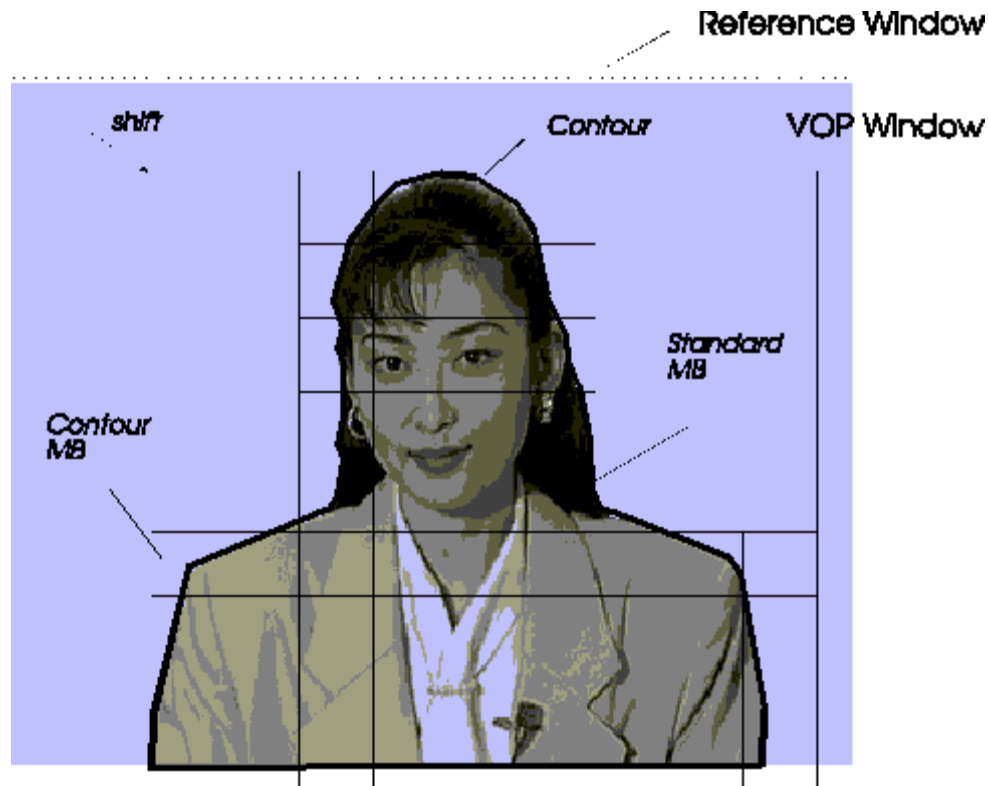 Reference Window
shift
Contour
VOP Window
Standard
MB
Contour
MB